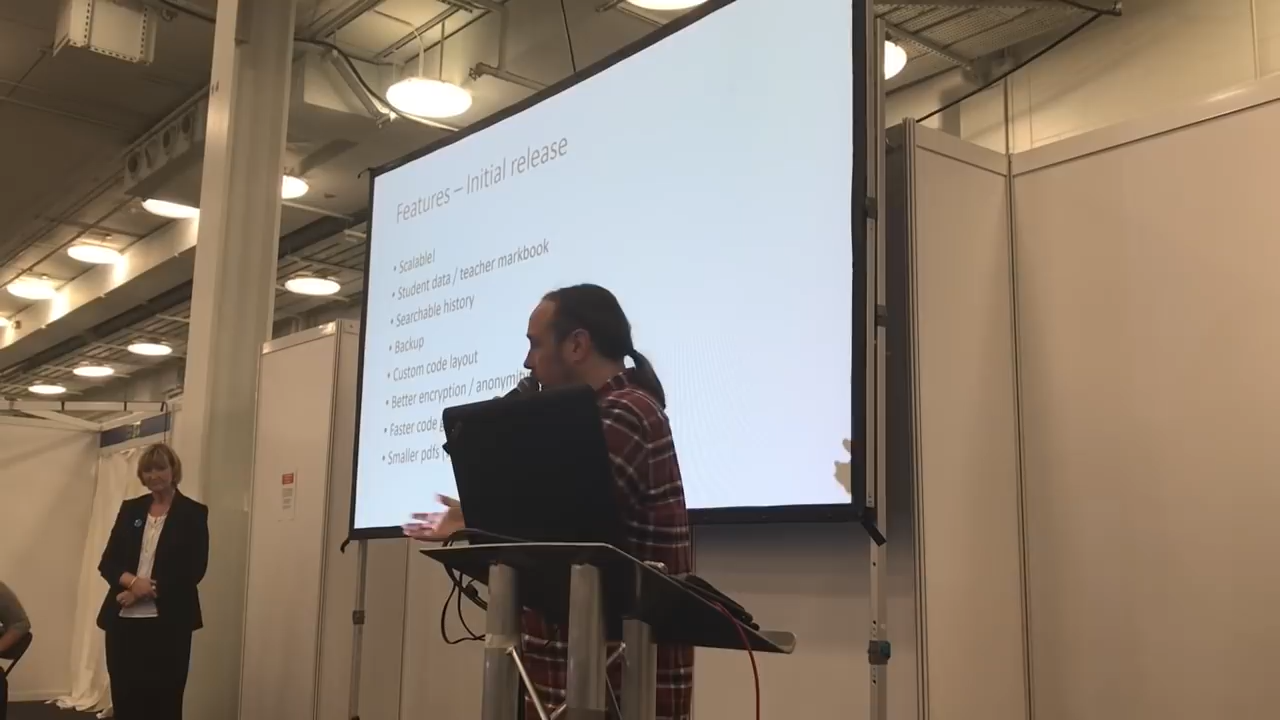 Features – Initial release
• Scalable!
• Student data / teacher markbook
• Searchable history
• Backup
• Custom code layout
• Better encryption / anonymity
• Faster code
• Smaller pdfs